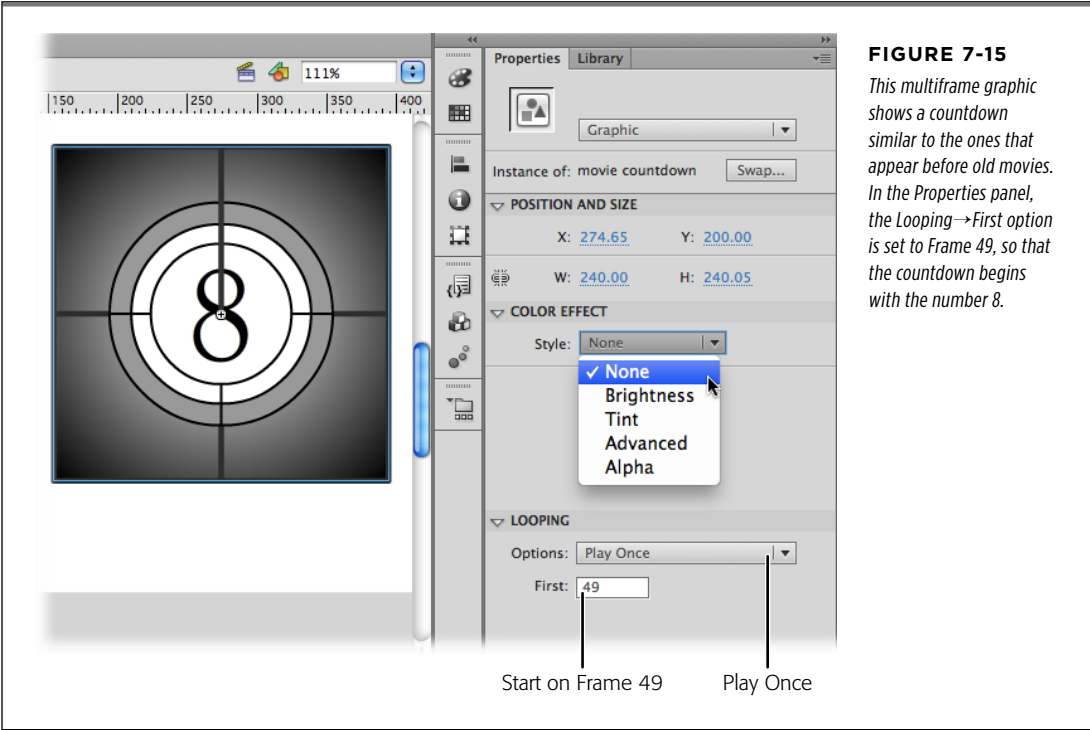 111%
150 200 250 300 350 400
8
Properties Library
Graphic
Instance of: movie countdown Swap...
POSITION AND SIZE
X: 274.65 Y: 200.00
W: 240.00 H: 240.05
COLOR EFFECT
Style: None
✓ None
Brightness
Tint
Advanced
Alpha
LOOPING
Options: Play Once
First: 49
Start on Frame 49 Play Once
FIGURE 7-15
This multiframe graphic
shows a countdown
similar to the ones that
appear before old movies.
In the Properties panel,
the Looping→First option
is set to Frame 49, so that
the countdown begins
with the number 8.